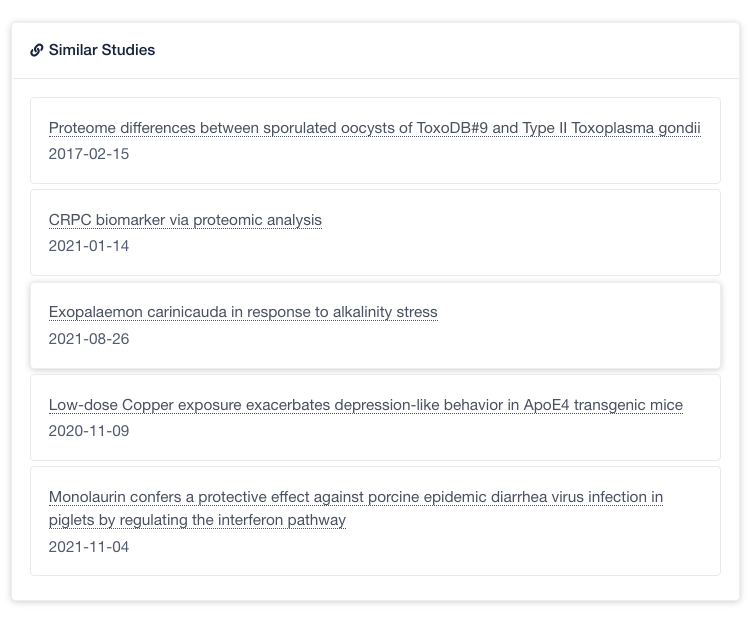 Similar Studies
Proteome differences between sporulated oocysts of ToxoDB#9 and Type II Toxoplasma gondii
2017-02-15
CRPC biomarker via proteomic analysis
2021-01-14
Exopalaemon carinicauda in response to alkalinity stress
2021-08-26
Low-dose Copper exposure exacerbates depression-like behavior in ApoE4 transgenic mice
2020-11-09
Monolaurin confers a protective effect against porcine epidemic diarrhea virus infection in
piglets by regulating the interferon pathway
2021-11-04